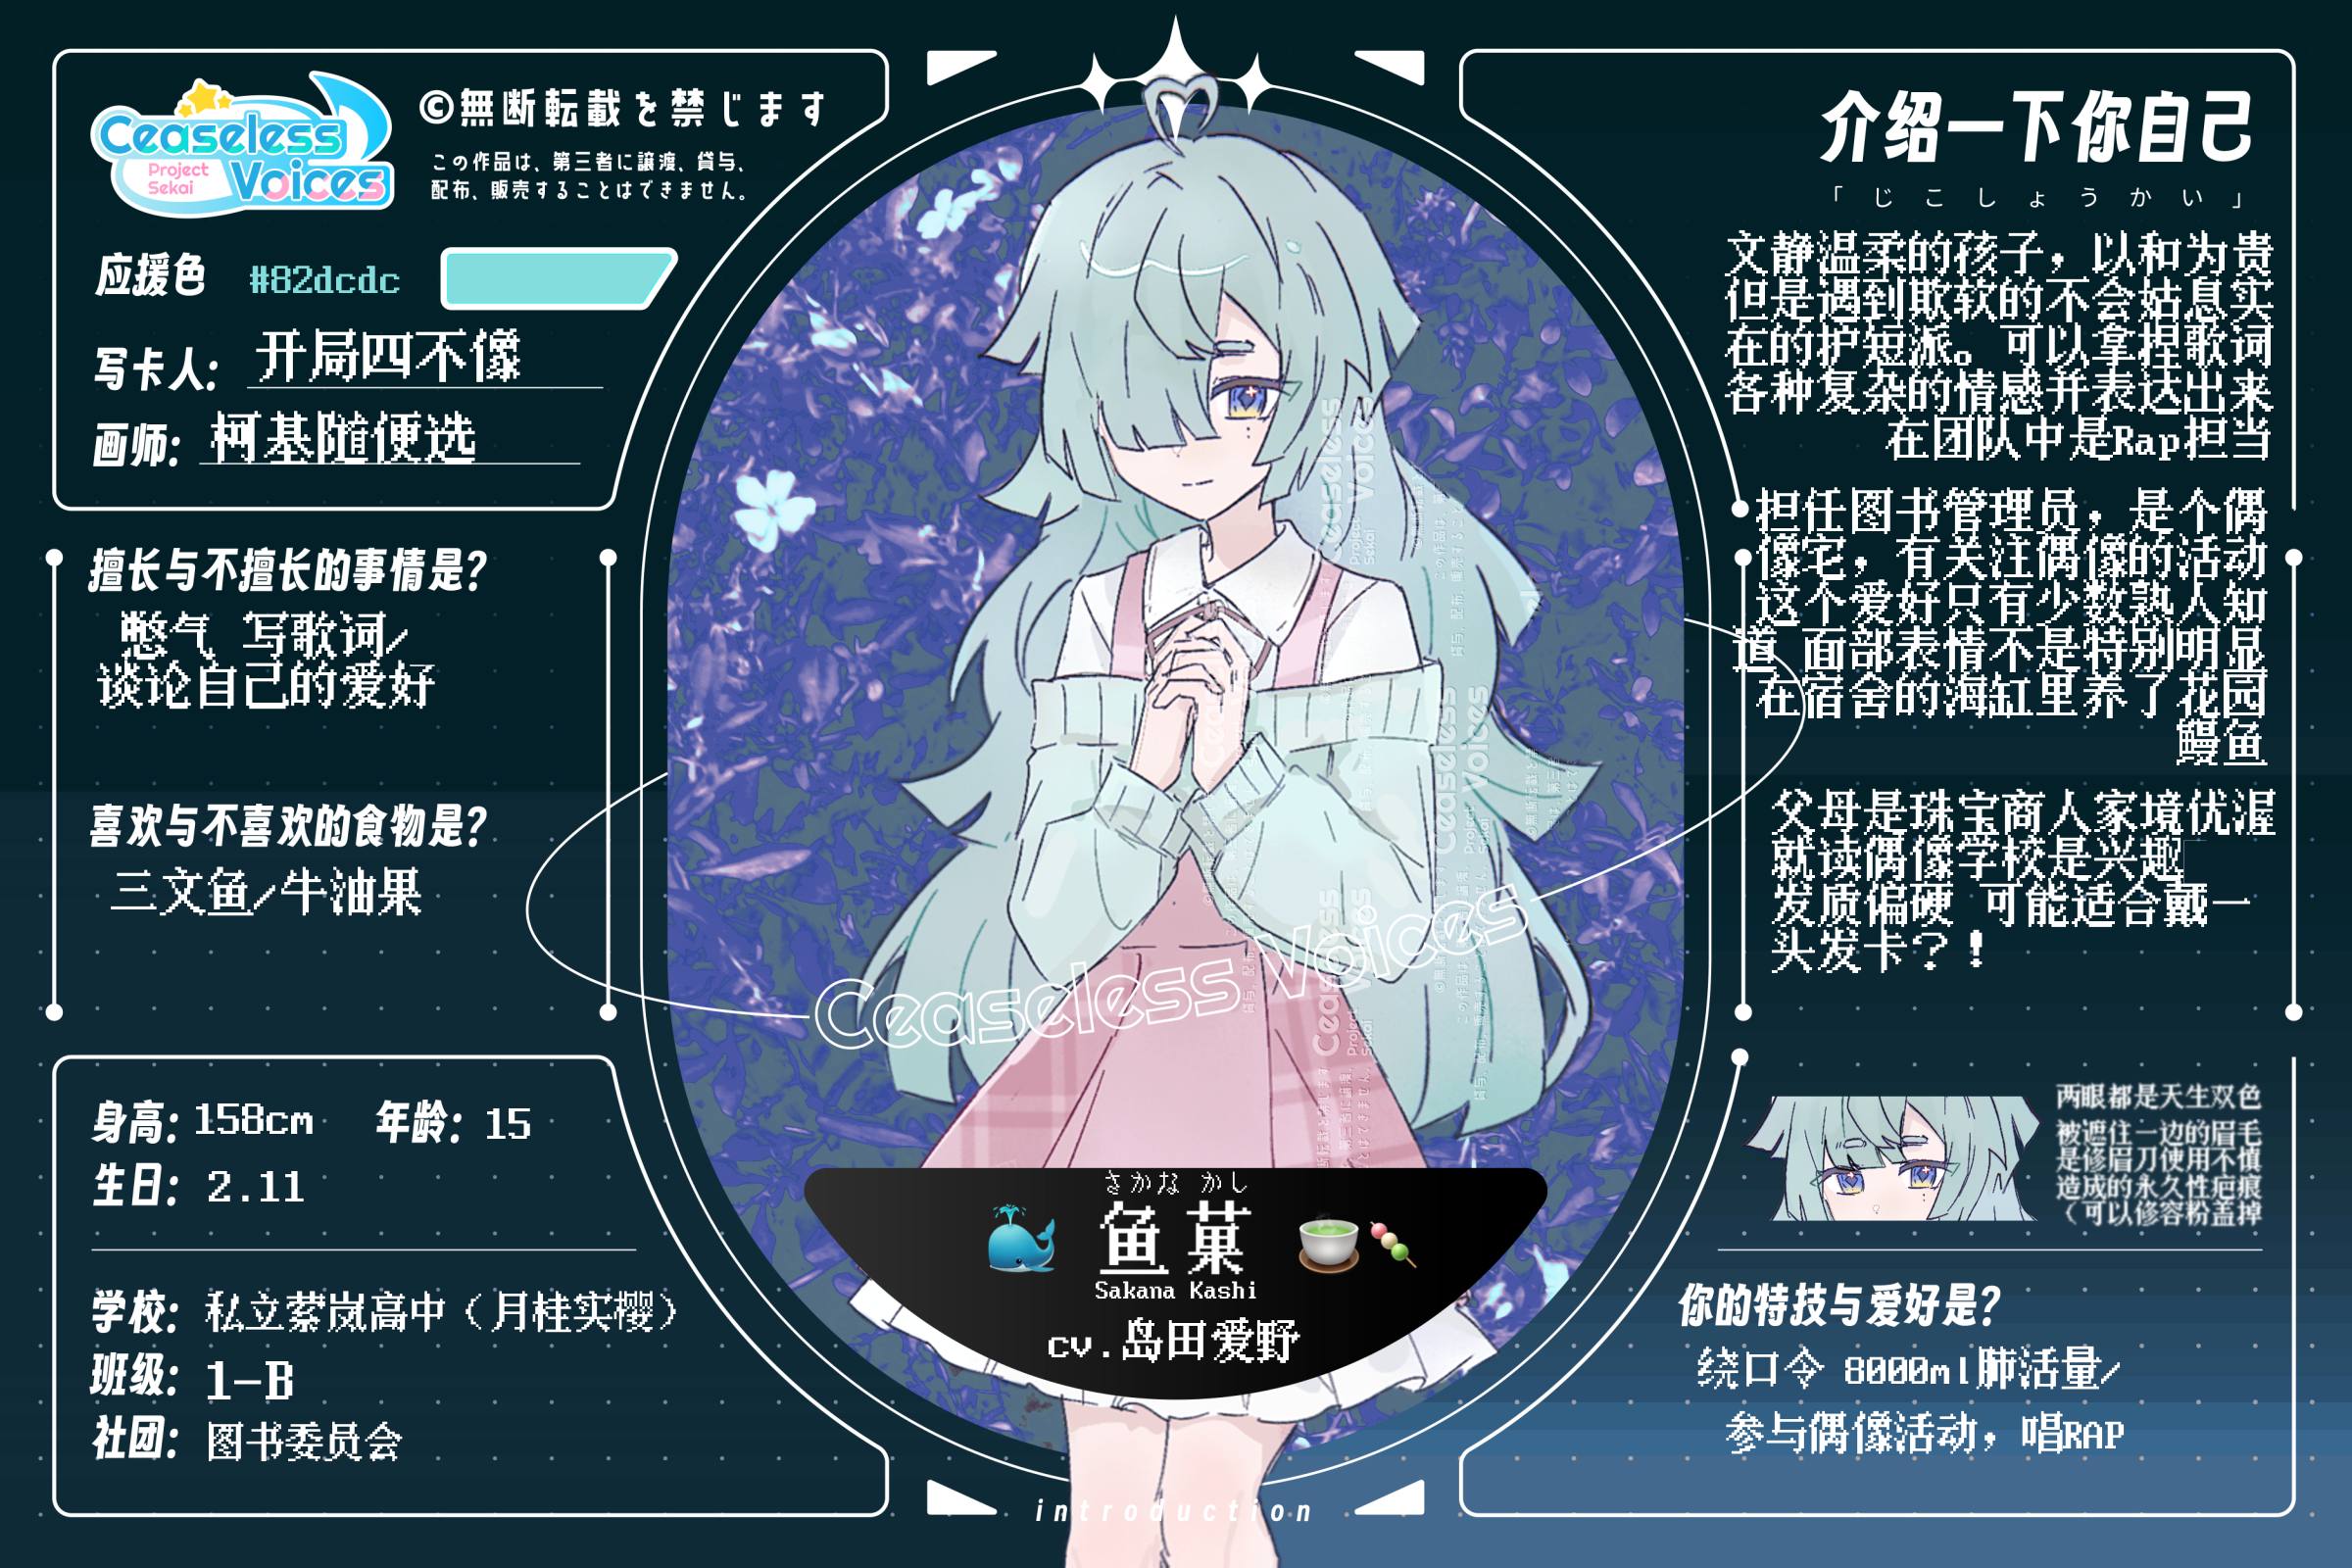 Ceaseless
Voices
Project
Sekai
©無断転載を禁じます
この作品は、第三者に譲渡、貸与、
配布、販売することはできません。
应援色 #82dcdc
写卡人: 开局四不像
画师: 柯基随便选
擅长与不擅长的事情是?
憋气 写歌词/
谈论自己的爱好
喜欢与不喜欢的食物是?
三文鱼/牛油果
身高: 158cm 年龄: 15
生日: 2.11
学校: 私立萦岚高中（月桂实樱）
班级: 1-B
社团: 图书委员会
Ceaseless Voices
さかな かし
鱼菓
Sakana Kashi
cv.岛田爱野
introduction
介绍一下你自己
「じこしょうかい」
文静温柔的孩子，以和为贵
但是遇到欺软的不会姑息实
在的护短派。可以拿捏歌词
各种复杂的情感并表达出来
在团队中是Rap担当
担任图书管理员，是个偶
像宅，有关注偶像的活动
这个爱好只有少数熟人知
道 面部表情不是特别明显
在宿舍的海缸里养了花园
鳗鱼
父母是珠宝商人家境优渥
就读偶像学校是兴趣
发质偏硬 可能适合戴一
头发卡？！
两眼都是天生双色
被遮住一边的眉毛
是修眉刀使用不慎
造成的永久性疤痕
（可以修容粉盖掉
你的特技与爱好是?
绕口令 8000ml肺活量/
参与偶像活动，唱RAP